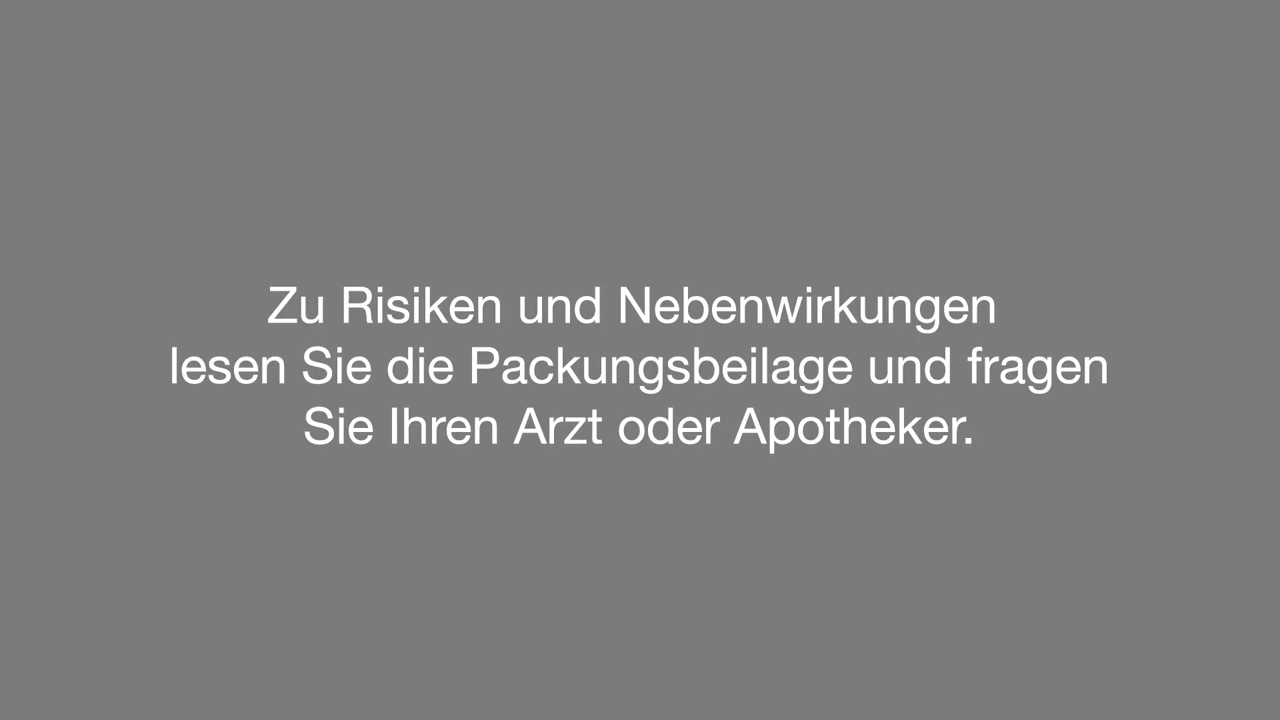 Zu Risiken und Nebenwirkungen
lesen Sie die Packungsbeilage und fragen
Sie Ihren Arzt oder Apotheker.